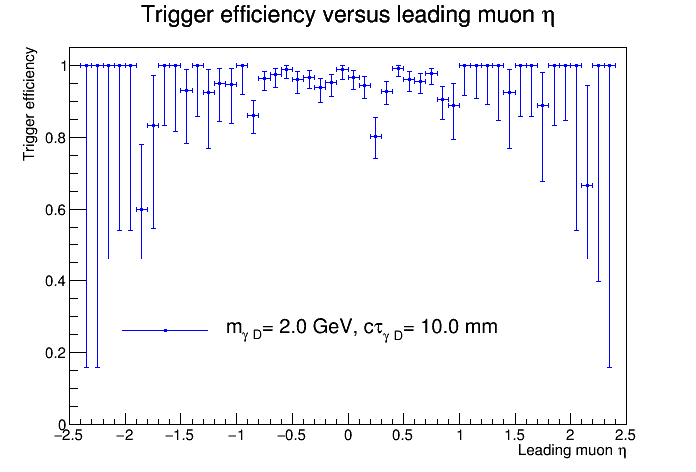 Trigger efficiency versus leading muon η
Trigger efficiency
1
0.8
0.6
0.4
0.2
0
m_γ D= 2.0 GeV, cτ_γ D= 10.0 mm
−2.5 −2 −1.5 −1 −0.5 0 0.5 1 1.5 2 2.5
Leading muon η